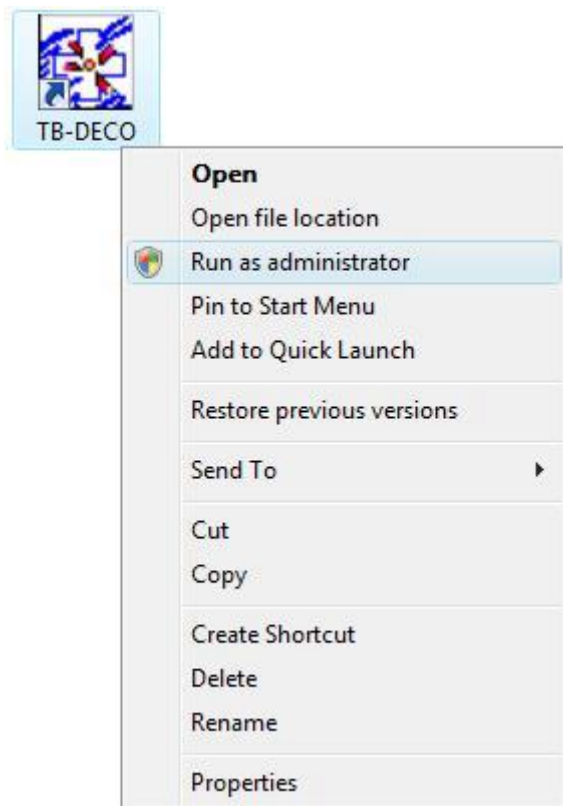 TB-DECO
Open
Open file location
Run as administrator
Pin to Start Menu
Add to Quick Launch
Restore previous versions
Send To
Cut
Copy
Create Shortcut
Delete
Rename
Properties